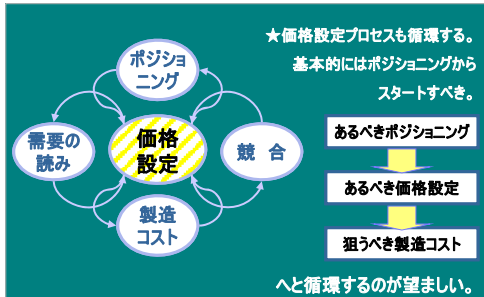 ポジショ
ニング
需要の
読み
価格
設定
競 合
製造
コスト
★価格設定プロセスも循環する。
基本的にはポジショニングから
スタートすべき。
あるべきポジショニング
あるべき価格設定
狙うべき製造コスト
へと循環するのが望ましい。